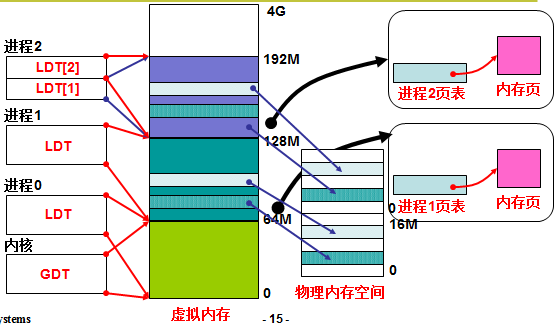 4G
进程2
192M
LDT[2]
LDT[1]
进程2页表
内存页
进程1
128M
LDT
进程1页表
内存页
进程0
64M
0
16M
LDT
内核
GDT
0
0
物理内存空间
虚拟内存
ystems
- 15 -